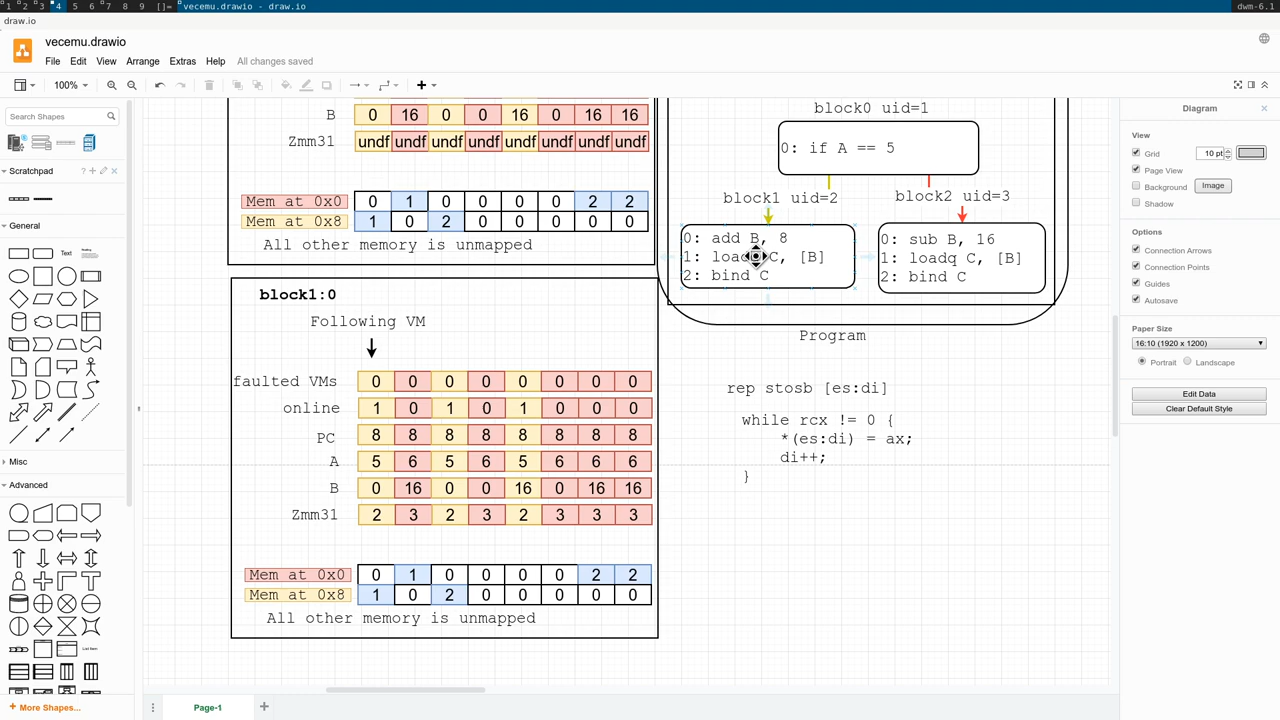 1 2 3 4 5 6 7 8 9 []= vecemu.drawio - draw.io dwm-6.1
draw.io
vecemu.drawio
File Edit View Arrange Extras Help All changes saved
100%
Search Shapes
Scratchpad
General
Text
Heading
Misc
Advanced
List Item
+ More Shapes...
B 0 16 0 0 16 0 16 16
Zmm31 undf undf undf undf undf undf undf undf
Mem at 0x0 0 1 0 0 0 0 2 2
Mem at 0x8 1 0 2 0 0 0 0 0
All other memory is unmapped
block1:0
Following VM
faulted VMs 0 0 0 0 0 0 0 0
online 1 0 1 0 1 0 0 0
PC 8 8 8 8 8 8 8 8
A 5 6 5 6 5 6 6 6
B 0 16 0 0 16 0 16 16
Zmm31 2 3 2 3 2 3 3 3
Mem at 0x0 0 1 0 0 0 0 2 2
Mem at 0x8 1 0 2 0 0 0 0 0
All other memory is unmapped
block0 uid=1
0: if A == 5
block1 uid=2
block2 uid=3
0: add B, 8
1: loadq C, [B]
2: bind C
0: sub B, 16
1: loadq C, [B]
2: bind C
Program
rep stosb [es:di]
while rcx != 0 {
*(es:di) = ax;
di++;
}
Page-1
Diagram
View
Grid 10 pt
Page View
Background Image
Shadow
Options
Connection Arrows
Connection Points
Guides
Autosave
Paper Size
16:10 (1920 x 1200)
Portrait Landscape
Edit Data
Clear Default Style